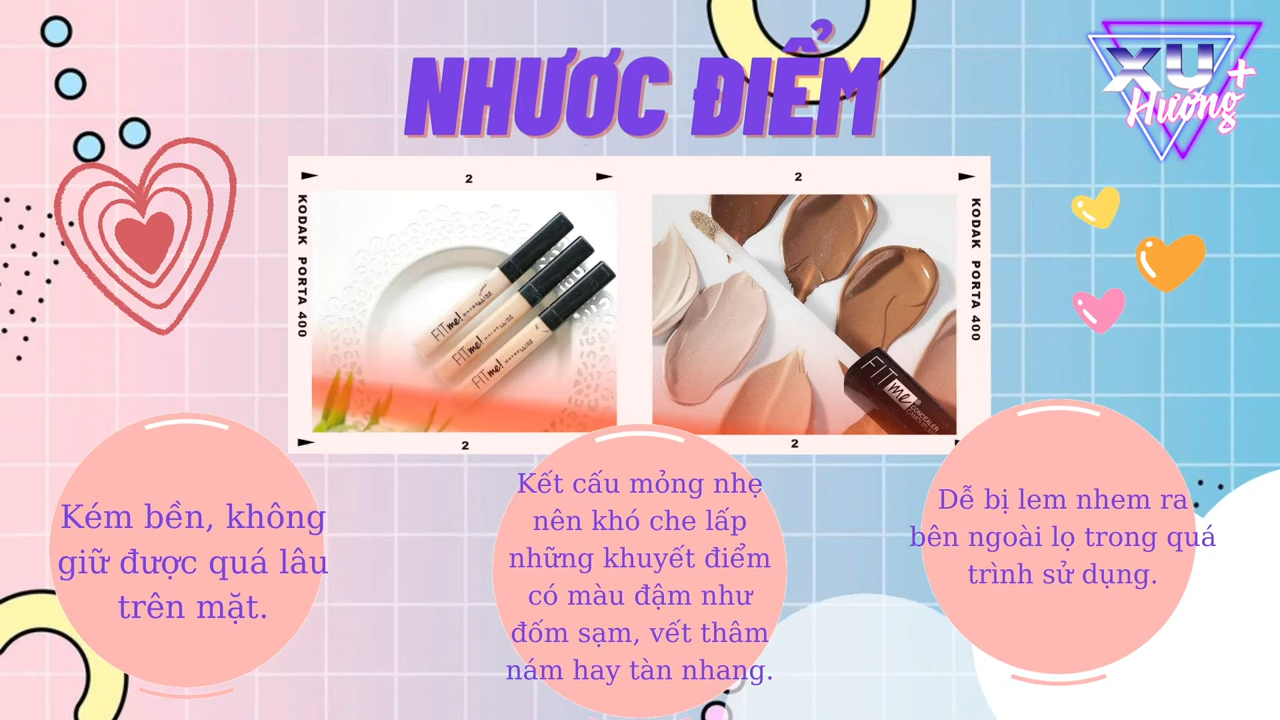 NHƯƠC ĐIỂM
XU+
Hướng
2
2
KODAK PORTA 400
KODAK PORTA 400
FIT me!
FIT me!
FIT me!
FIT me!
CONCEALER
2
2
Kém bền, không
giữ được quá lâu
trên mặt.
Kết cấu mỏng nhẹ
nên khó che lấp
những khuyết điểm
có màu đậm như
đốm sạm, vết thâm
nám hay tàn nhang.
Dễ bị lem nhem ra
bên ngoài lọ trong quá
trình sử dụng.